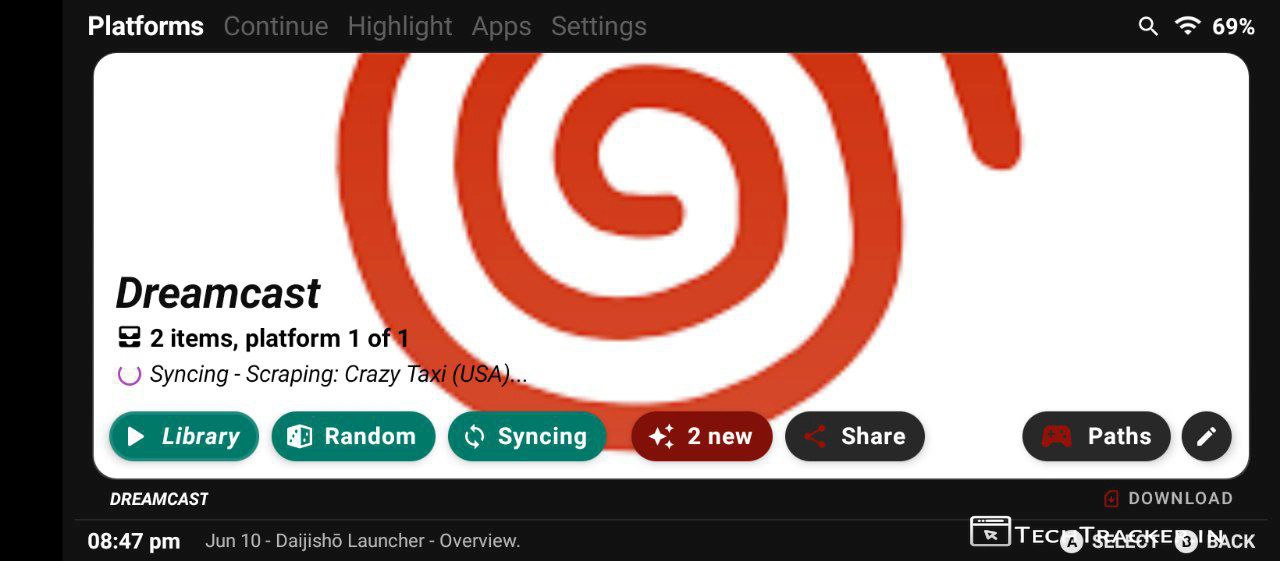 Platforms Continue Highlight Apps Settings 69%
Dreamcast
2 items, platform 1 of 1
Syncing - Scraping: Crazy Taxi (USA)...
Library Random Syncing 2 new Share Paths
DREAMCAST DOWNLOAD
08:47 pm Jun 10 - Daijishō Launcher - Overview. A SELECT B BACK
TECHTRACKER.IN